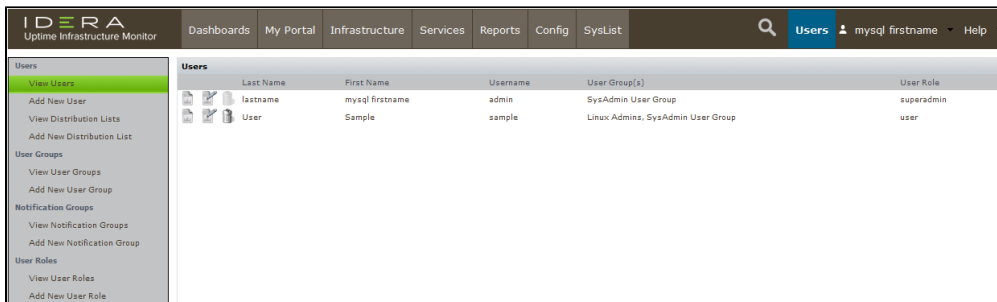 IDERA
Uptime Infrastructure Monitor
Dashboards My Portal Infrastructure Services Reports Config SysList Users mysql firstname Help
Users
View Users
Add New User
View Distribution Lists
Add New Distribution List
User Groups
View User Groups
Add New User Group
Notification Groups
View Notification Groups
Add New Notification Group
User Roles
View User Roles
Add New User Role
Users
Last Name First Name Username User Group(s) User Role
lastname mysql firstname admin SysAdmin User Group superadmin
User Sample sample Linux Admins, SysAdmin User Group user